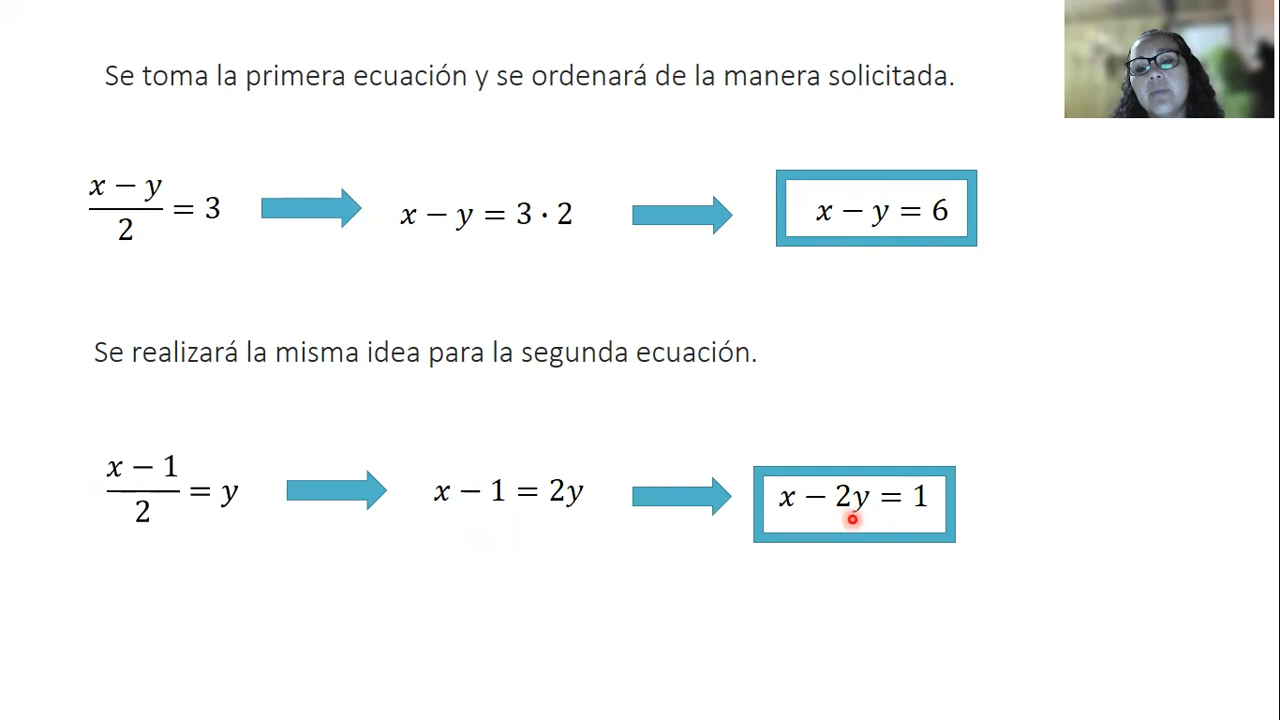 Se toma la primera ecuación y se ordenará de la manera solicitada.
(x − y)/2 = 3
x − y = 3 · 2
x − y = 6
Se realizará la misma idea para la segunda ecuación.
(x − 1)/2 = y
x − 1 = 2y
x − 2y = 1